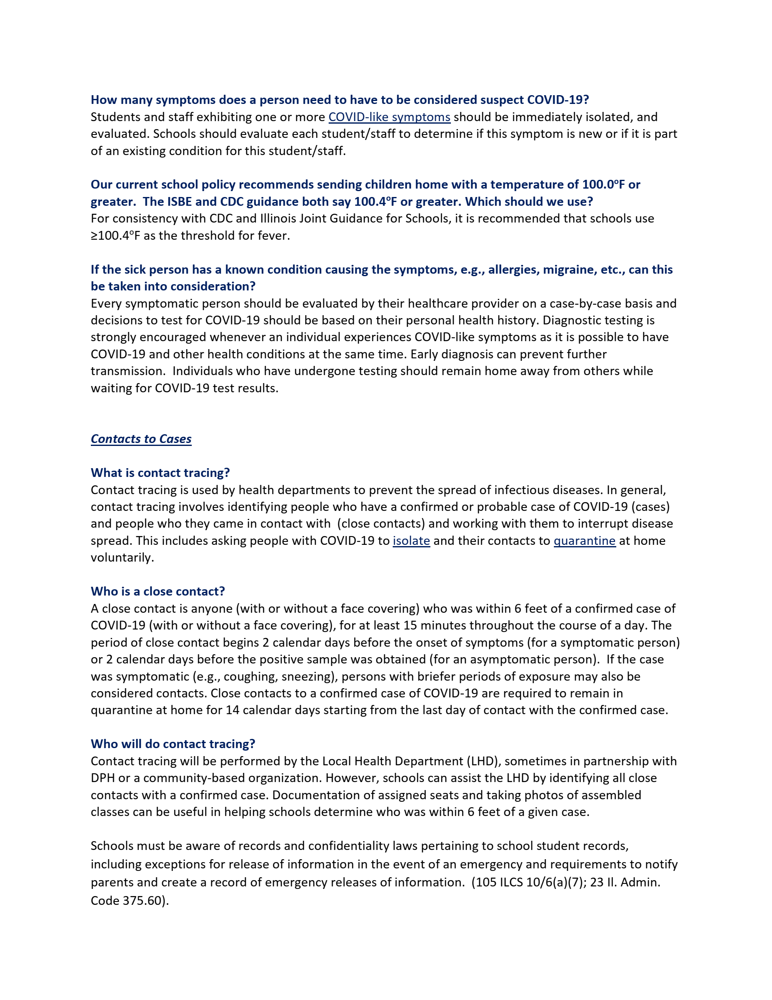 How many symptoms does a person need to have to be considered suspect COVID-19?
Students and staff exhibiting one or more COVID-like symptoms should be immediately isolated, and
evaluated. Schools should evaluate each student/staff to determine if this symptom is new or if it is part
of an existing condition for this student/staff.
Our current school policy recommends sending children home with a temperature of 100.0ºF or
greater.  The ISBE and CDC guidance both say 100.4ºF or greater. Which should we use?
For consistency with CDC and Illinois Joint Guidance for Schools, it is recommended that schools use
≥100.4ºF as the threshold for fever.
If the sick person has a known condition causing the symptoms, e.g., allergies, migraine, etc., can this
be taken into consideration?
Every symptomatic person should be evaluated by their healthcare provider on a case-by-case basis and
decisions to test for COVID-19 should be based on their personal health history. Diagnostic testing is
strongly encouraged whenever an individual experiences COVID-like symptoms as it is possible to have
COVID-19 and other health conditions at the same time. Early diagnosis can prevent further
transmission.  Individuals who have undergone testing should remain home away from others while
waiting for COVID-19 test results.
Contacts to Cases
What is contact tracing?
Contact tracing is used by health departments to prevent the spread of infectious diseases. In general,
contact tracing involves identifying people who have a confirmed or probable case of COVID-19 (cases)
and people who they came in contact with  (close contacts) and working with them to interrupt disease
spread. This includes asking people with COVID-19 to isolate and their contacts to quarantine at home
voluntarily.
Who is a close contact?
A close contact is anyone (with or without a face covering) who was within 6 feet of a confirmed case of
COVID-19 (with or without a face covering), for at least 15 minutes throughout the course of a day. The
period of close contact begins 2 calendar days before the onset of symptoms (for a symptomatic person)
or 2 calendar days before the positive sample was obtained (for an asymptomatic person).  If the case
was symptomatic (e.g., coughing, sneezing), persons with briefer periods of exposure may also be
considered contacts. Close contacts to a confirmed case of COVID-19 are required to remain in
quarantine at home for 14 calendar days starting from the last day of contact with the confirmed case.
Who will do contact tracing?
Contact tracing will be performed by the Local Health Department (LHD), sometimes in partnership with
DPH or a community-based organization. However, schools can assist the LHD by identifying all close
contacts with a confirmed case. Documentation of assigned seats and taking photos of assembled
classes can be useful in helping schools determine who was within 6 feet of a given case.
Schools must be aware of records and confidentiality laws pertaining to school student records,
including exceptions for release of information in the event of an emergency and requirements to notify
parents and create a record of emergency releases of information.  (105 ILCS 10/6(a)(7); 23 Il. Admin.
Code 375.60).